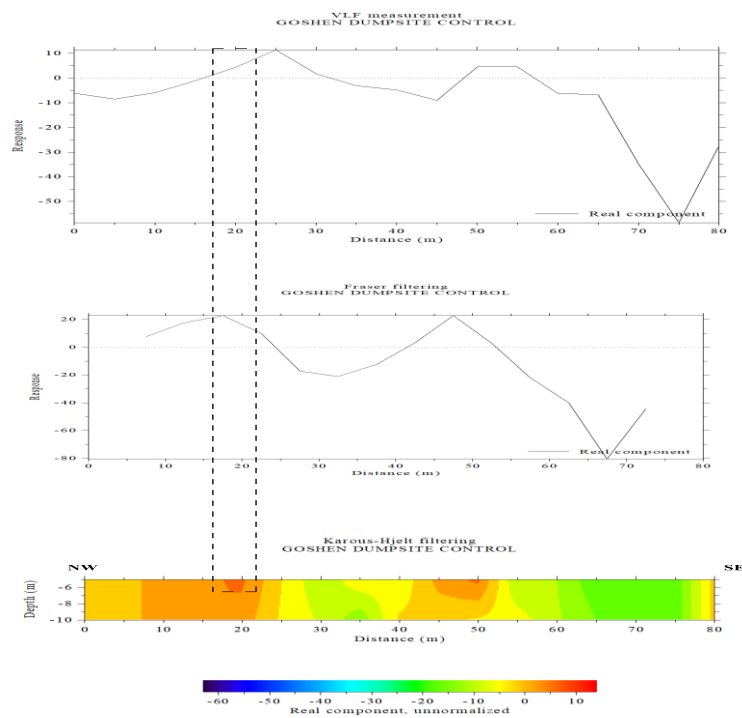 VLF measurement
GOSHEN DUMPSITE CONTROL
10
0
-10
-20
-30
-40
-50
Response
Real component
0 10 20 30 40 50 60 70 80
Distance (m)
Fraser filtering
GOSHEN DUMPSITE CONTROL
20
0
-20
-40
-60
-80
Response
Real component
0 10 20 30 40 50 60 70 80
Distance (m)
Karous-Hjelt filtering
GOSHEN DUMPSITE CONTROL
NW SE
-6
-8
-10
Depth (m)
0 10 20 30 40 50 60 70 80
Distance (m)
-60 -50 -40 -30 -20 -10 0 10
Real component, unnormalized